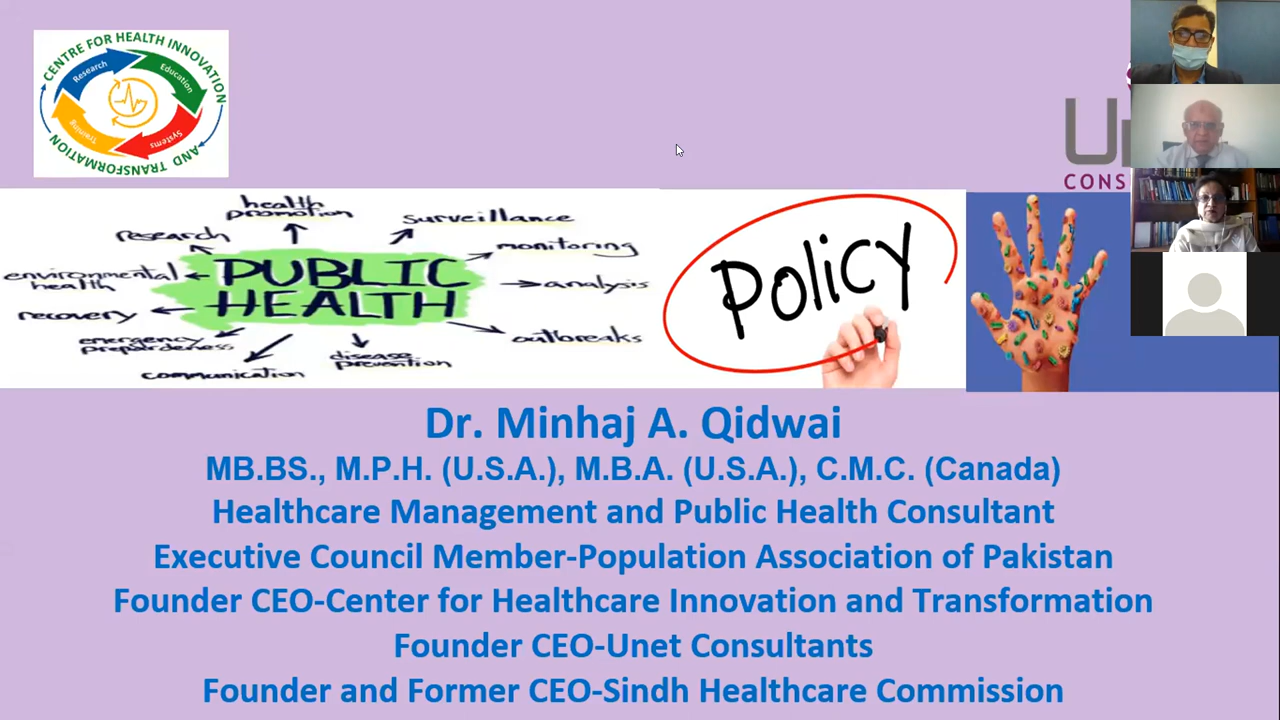 CENTRE FOR HEALTH INNOVATION
AND TRANSFORMATION
Research
Education
Training
Systems
U
CONS
health
promotion
surveillance
research
monitoring
environmental
health
PUBLIC
HEALTH
analysis
recovery
outbreaks
emergency
preparedness
disease
prevention
communication
Policy
Dr. Minhaj A. Qidwai
MB.BS., M.P.H. (U.S.A.), M.B.A. (U.S.A.), C.M.C. (Canada)
Healthcare Management and Public Health Consultant
Executive Council Member-Population Association of Pakistan
Founder CEO-Center for Healthcare Innovation and Transformation
Founder CEO-Unet Consultants
Founder and Former CEO-Sindh Healthcare Commission